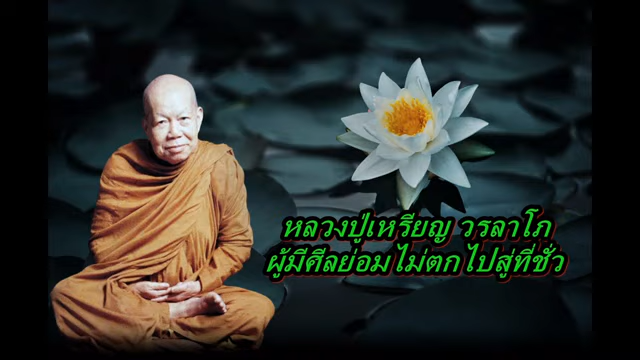 หลวงปู่เหรียญ วรลาโภ
ผู้มีศีลย่อมไม่ตกไปสู่ที่ชั่ว